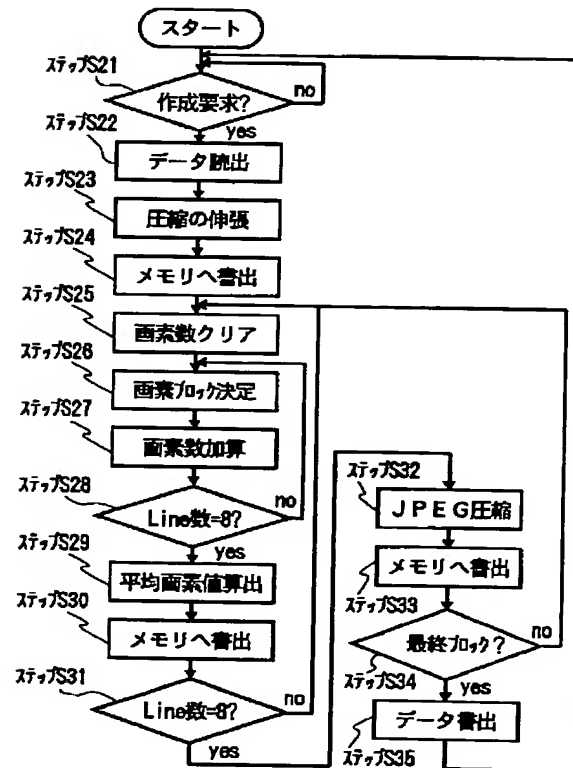 スタート
ステップS21
作成要求?
no
yes
ステップS22
データ読出
ステップS23
圧縮の伸張
ステップS24
メモリへ書出
ステップS25
画素数クリア
ステップS26
画素ブロック決定
ステップS27
画素数加算
ステップS28
Line数=8?
no
yes
ステップS29
平均画素値算出
ステップS30
メモリへ書出
ステップS31
Line数=8?
no
yes
ステップS32
JPEG圧縮
メモリへ書出
ステップS33
最終ブロック?
no
ステップS34
yes
データ書出
ステップS35